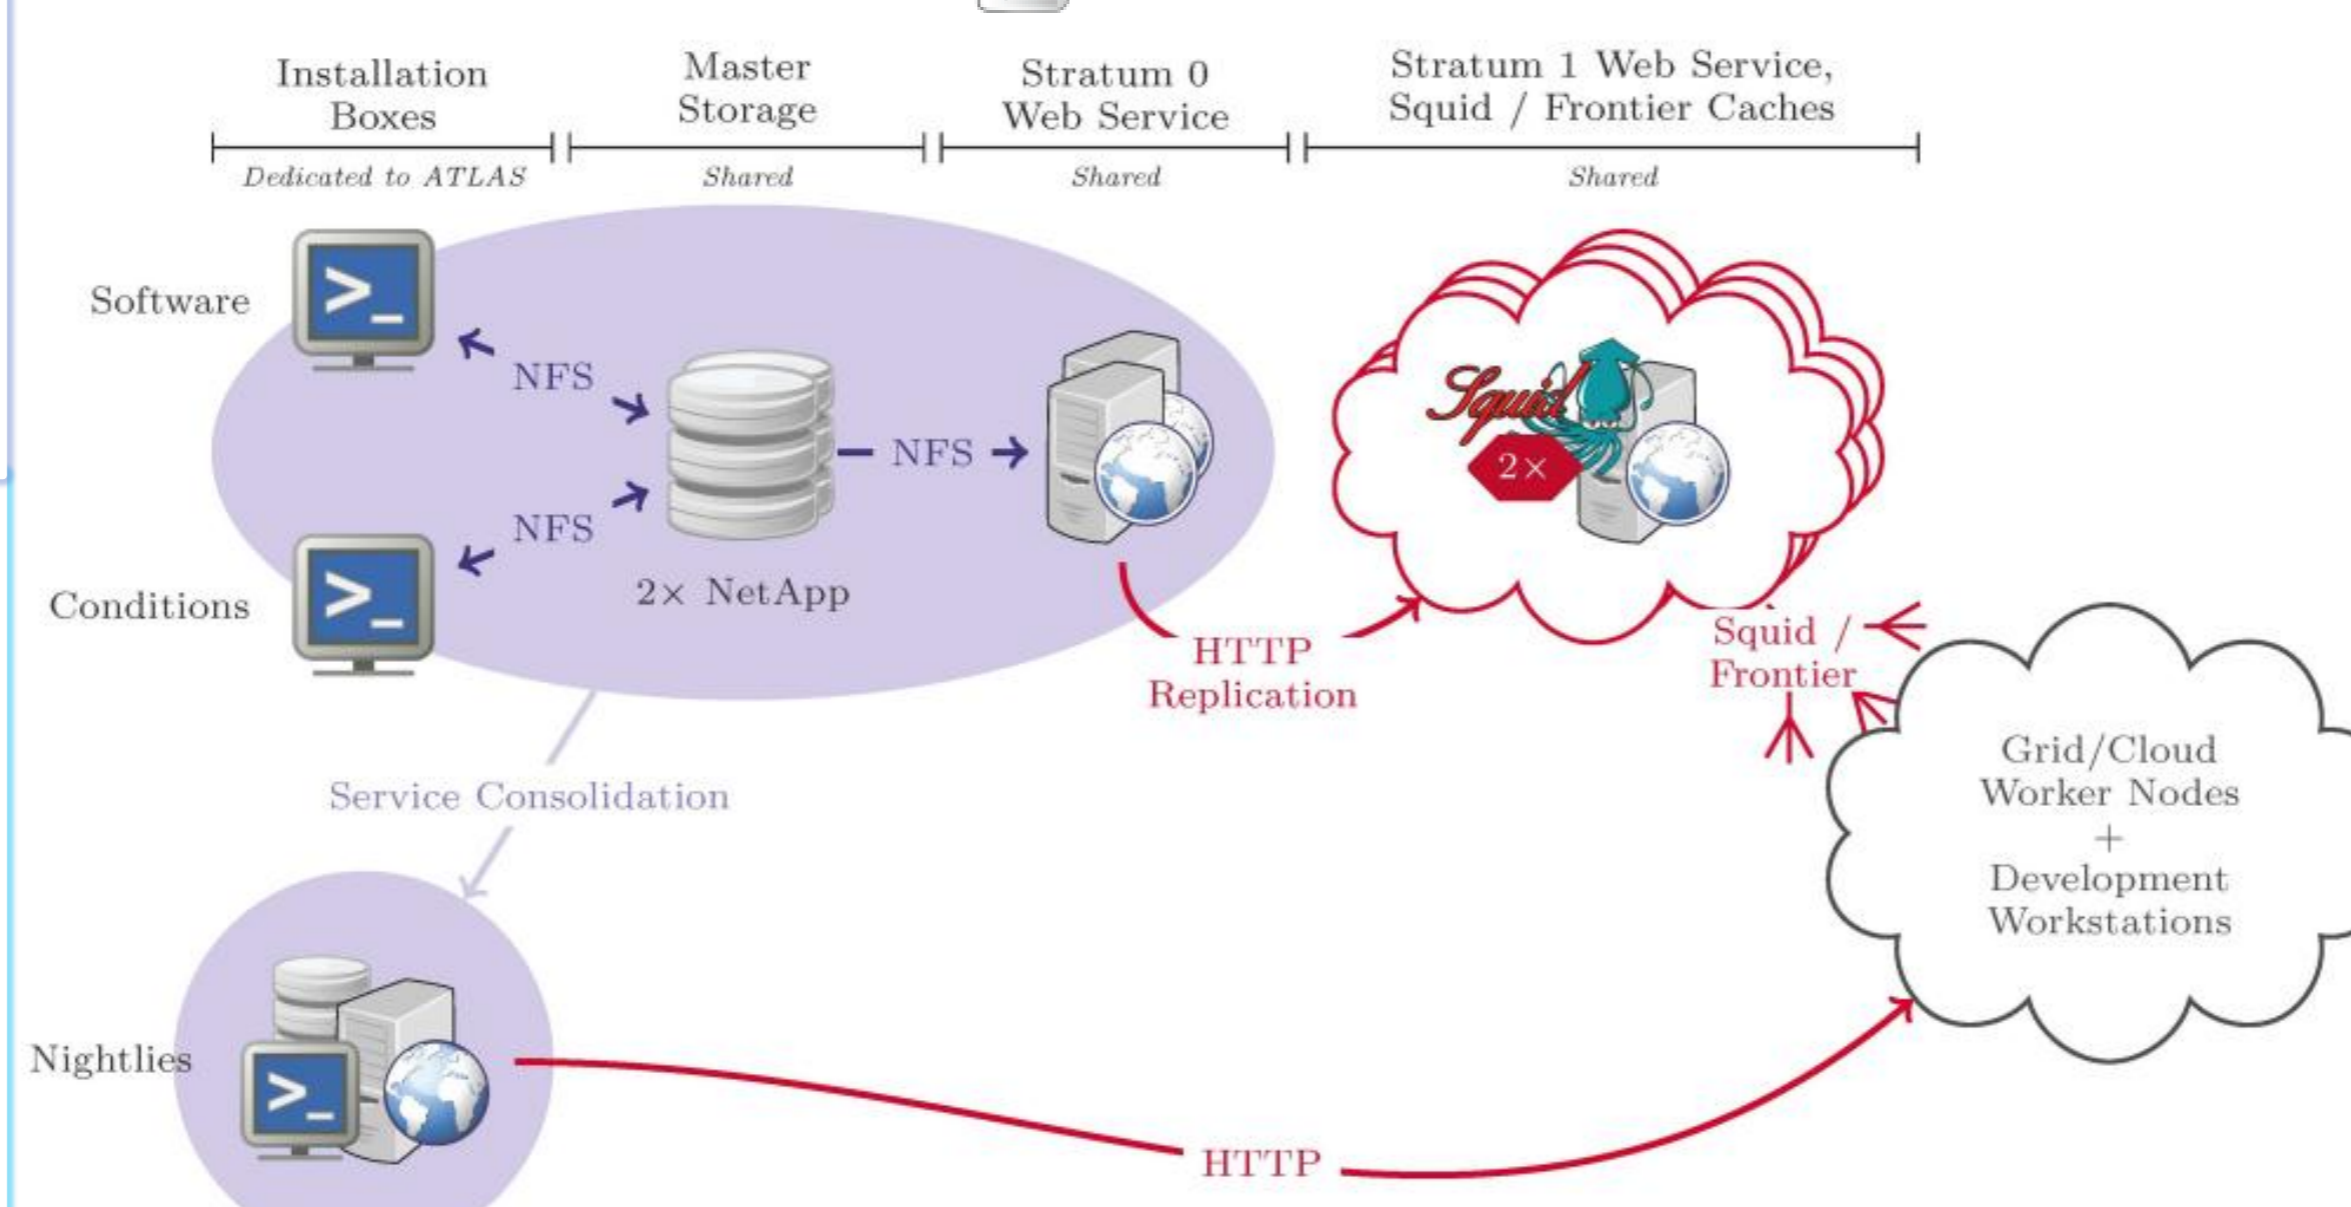 Installation
Boxes
Master
Storage
Stratum 0
Web Service
Stratum 1 Web Service,
Squid / Frontier Caches
Dedicated to ATLAS
Shared
Shared
Shared
Software
>_
NFS
Squid
2×
NFS
NFS
Conditions
>_
2× NetApp
HTTP
Replication
Squid /
Frontier
Grid/Cloud
Worker Nodes
+
Development
Workstations
Service Consolidation
Nightlies
>_
HTTP